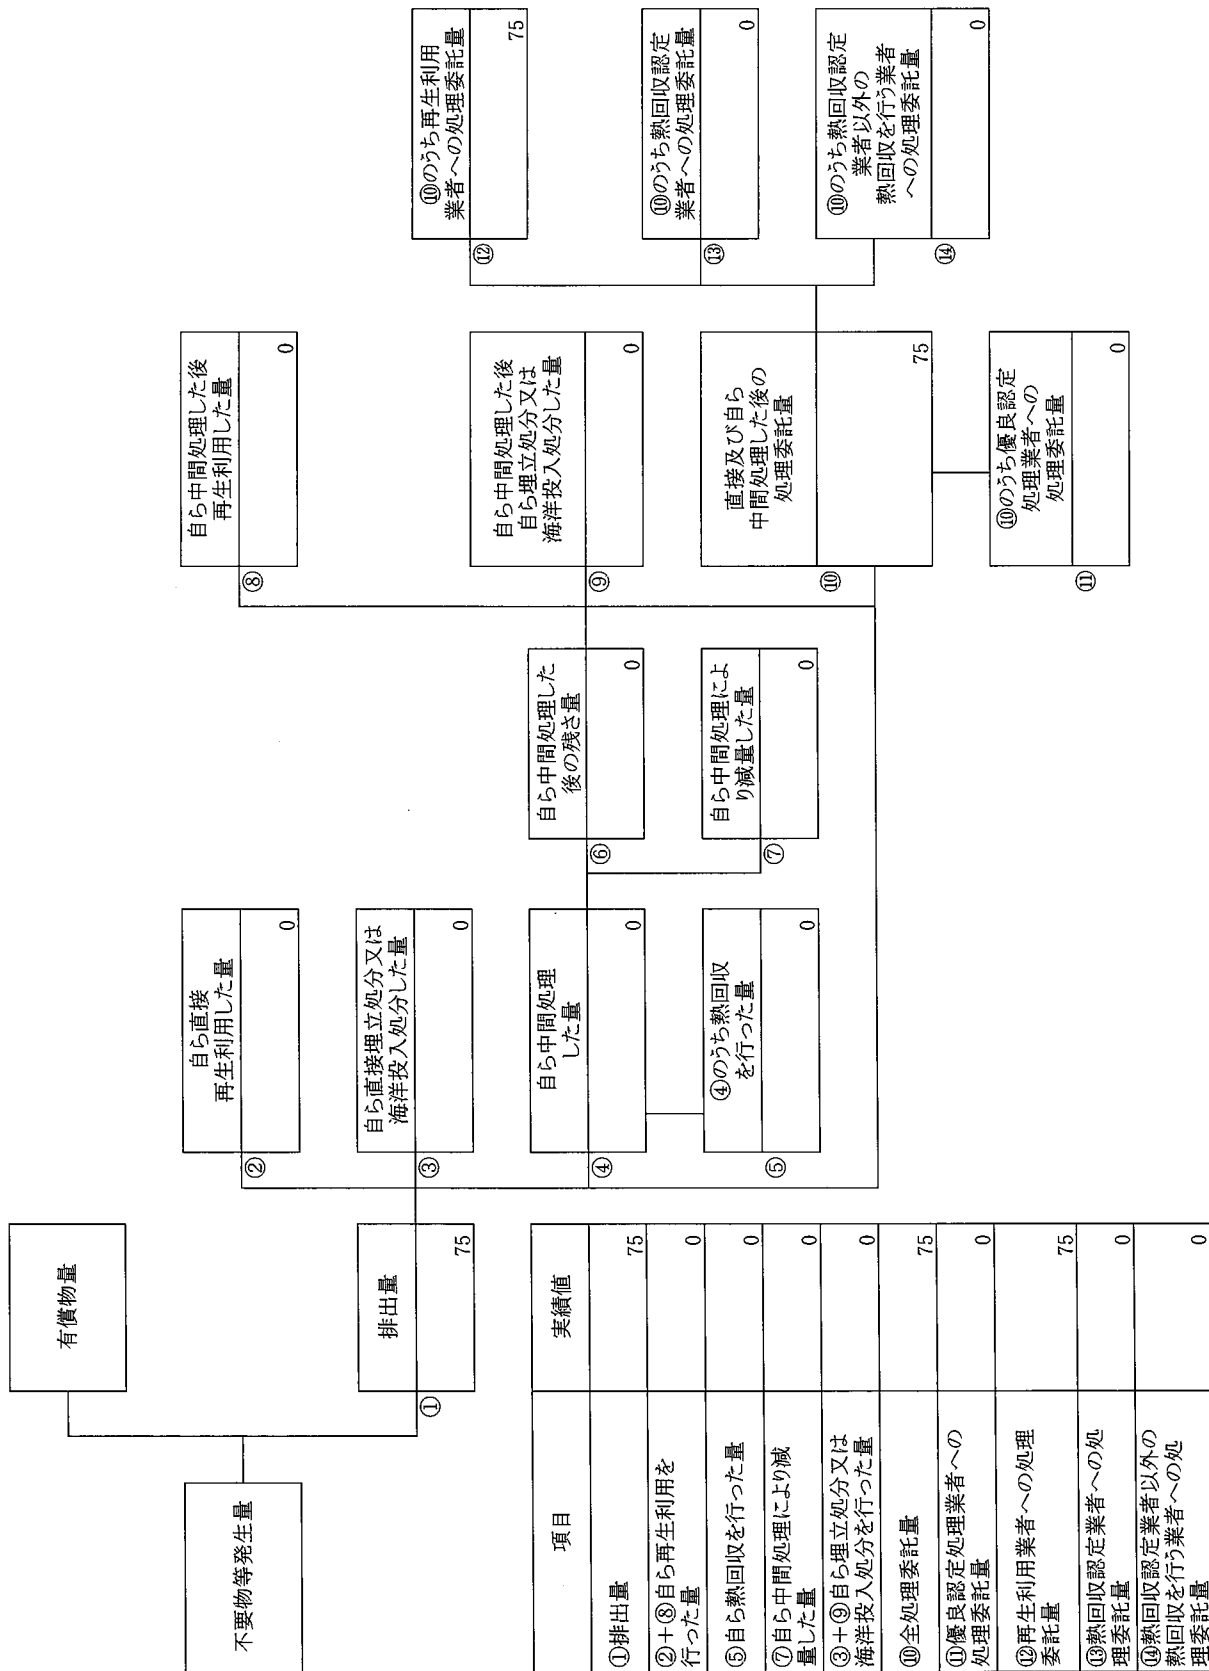 不要物等発生量
有償物量
排出量
①
75
自ら直接
再生利用した量
②
0
自ら直接埋立処分又は
海洋投入処分した量
③
0
自ら中間処理
した量
④
0
④のうち熱回収
を行った量
⑤
0
自ら中間処理した
後の残さ量
⑥
0
自ら中間処理によ
り減量した量
⑦
0
自ら中間処理した後
再生利用した量
⑧
0
自ら中間処理した後
自ら埋立処分又は
海洋投入処分した量
⑨
0
直接及び自ら
中間処理した後の
処理委託量
⑩
75
⑩のうち優良認定
処理業者への
処理委託量
⑪
0
⑩のうち再生利用
業者への処理委託量
⑫
75
⑩のうち熱回収認定
業者への処理委託量
⑬
0
⑩のうち熱回収認定
業者以外の
熱回収を行う業者
への処理委託量
⑭
0
項目 実績値
①排出量 75
②+⑧自ら再生利用を
行った量 0
⑤自ら熱回収を行った量 0
⑦自ら中間処理により減
量した量 0
③+⑨自ら埋立処分又は
海洋投入処分を行った量 0
⑩全処理委託量 75
⑪優良認定処理業者への
処理委託量 0
⑫再生利用業者への処理
委託量 75
⑬熱回収認定業者への処
理委託量 0
⑭熱回収認定業者以外の
熱回収を行う業者への処
理委託量 0